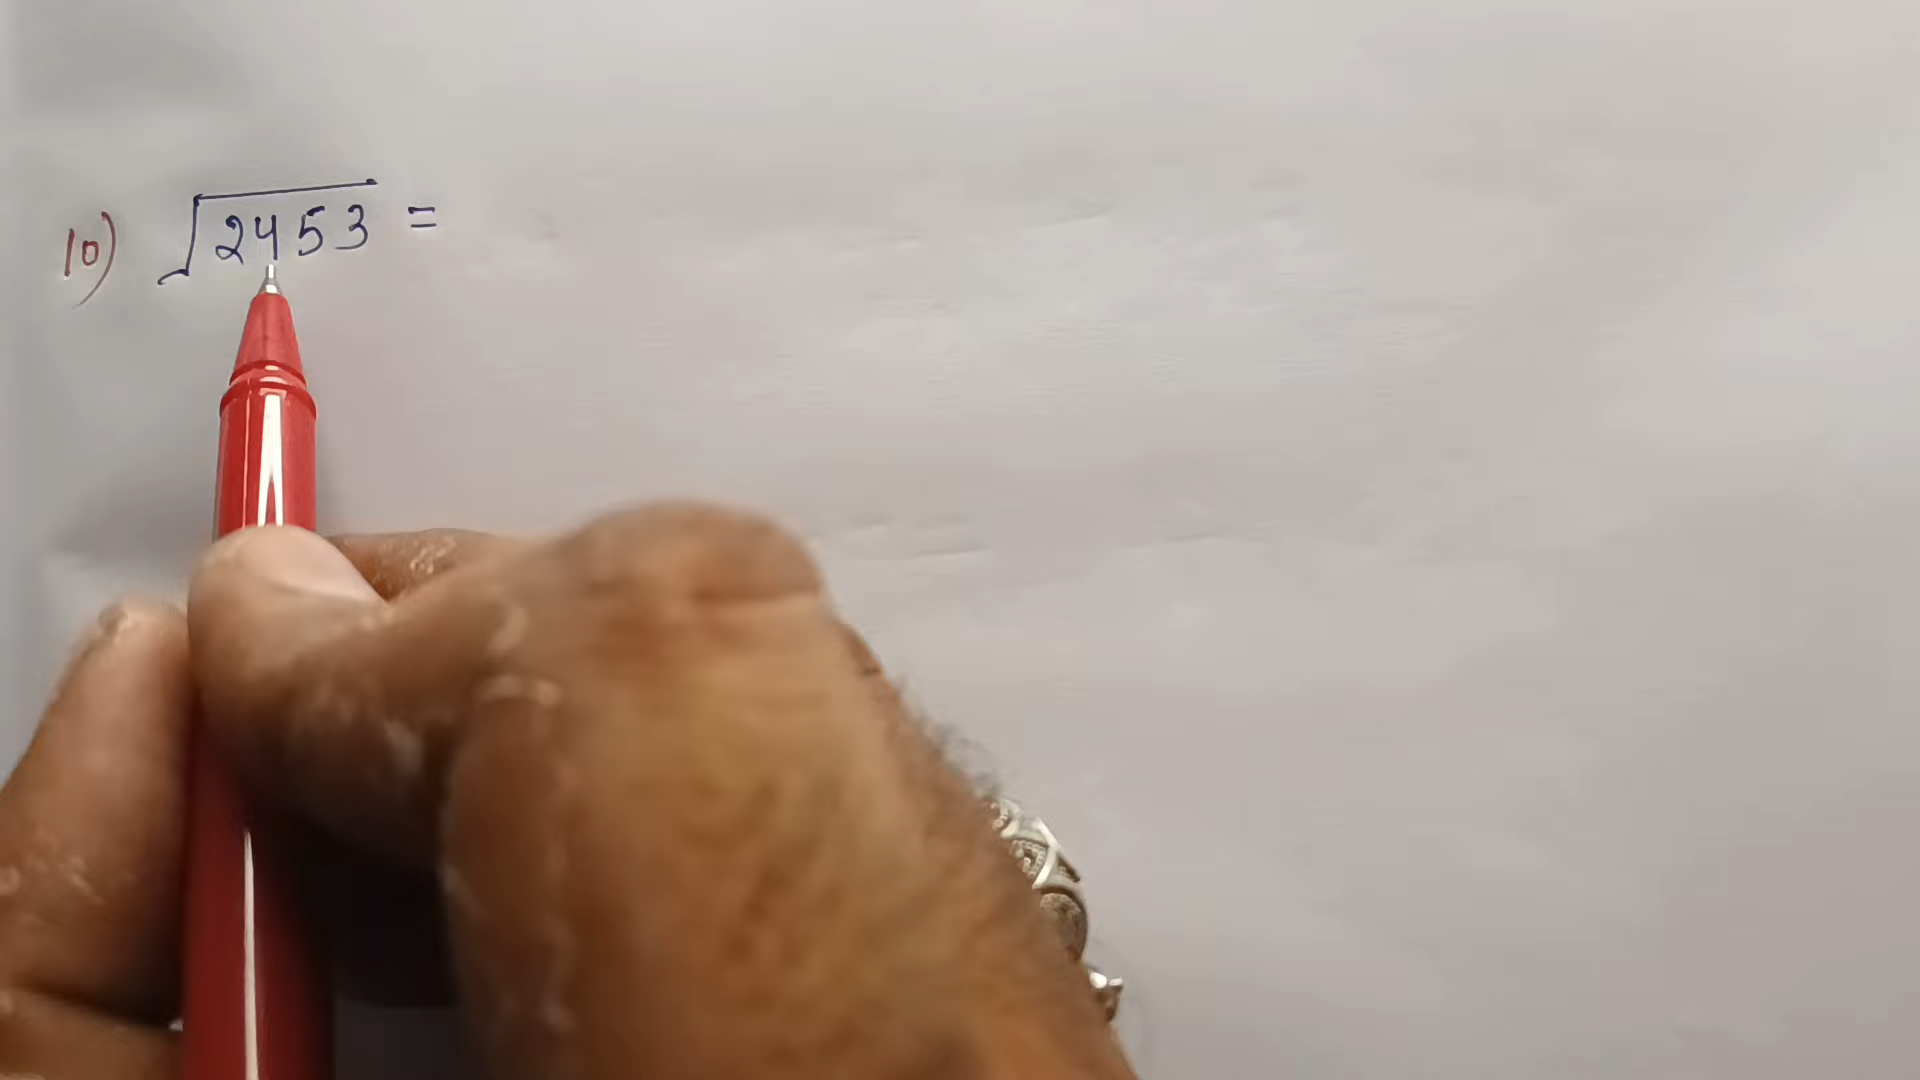 10) √2453 =